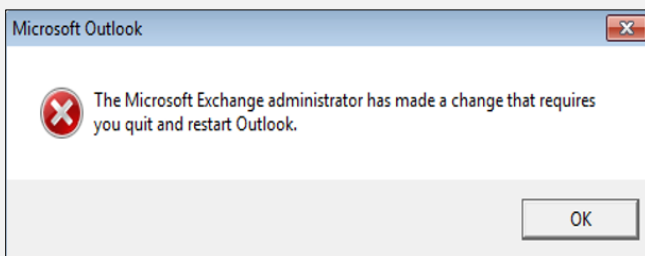 Microsoft Outlook
The Microsoft Exchange administrator has made a change that requires
you quit and restart Outlook.
OK